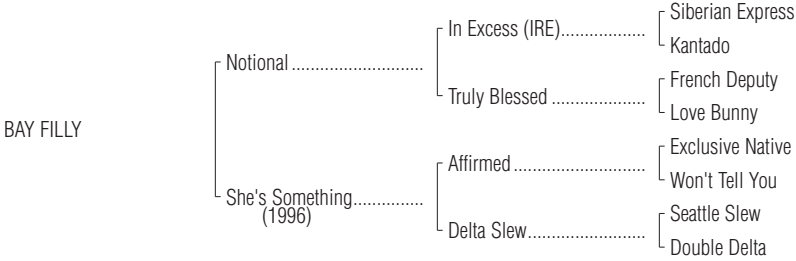 Siberian Express
In Excess (IRE)...................
Kantado
Notional ............................
French Deputy
Truly Blessed ....................
Love Bunny
BAY FILLY
Exclusive Native
Affirmed ............................
Won't Tell You
She's Something...............
(1996)
Seattle Slew
Delta Slew.........................
Double Delta